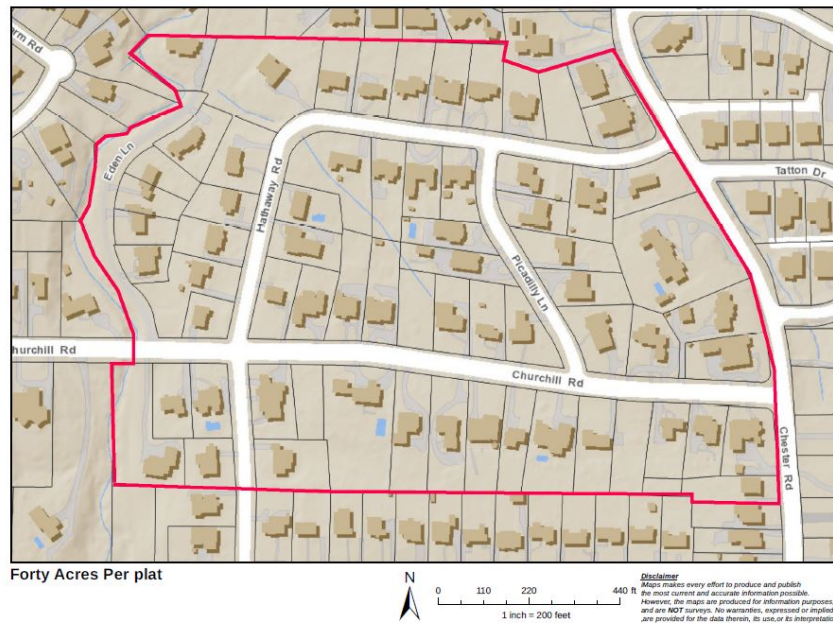 erm Rd
Eden Ln
Hathaway Rd
Tatton Dr
Picadilly Ln
hurchill Rd
Churchill Rd
Chester Rd
Forty Acres Per plat
N
0 110 220 440 ft
1 inch = 200 feet
Disclaimer
iMaps makes every effort to produce and publish
the most current and accurate information possible.
However, the maps are produced for information purposes,
and are NOT surveys. No warranties, expressed or implied
,are provided for the data therein, its use,or its interpretation